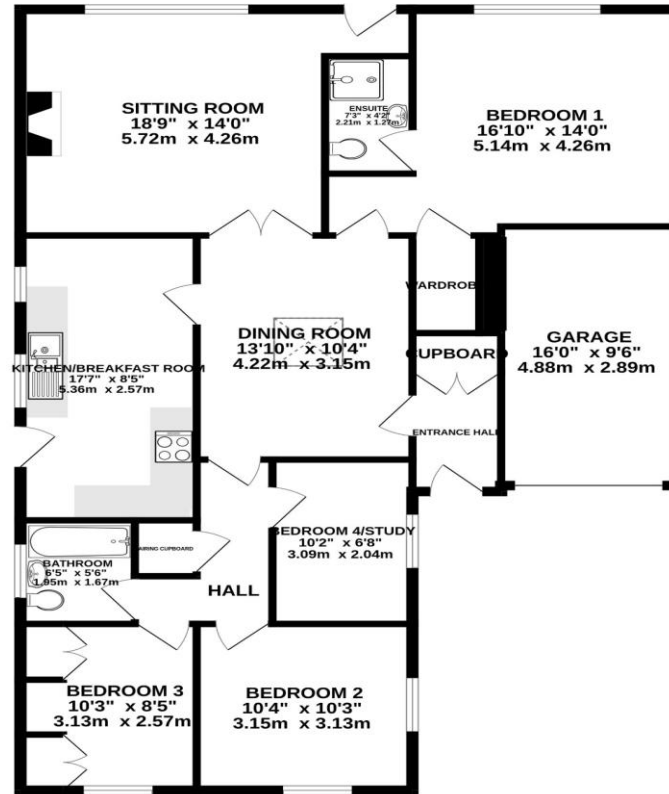 SITTING ROOM
18'9" x 14'0"
5.72m x 4.26m
ENSUITE
7'3" x 4'2"
2.21m x 1.27m
BEDROOM 1
16'10" x 14'0"
5.14m x 4.26m
WARDROBE
GARAGE
16'0" x 9'6"
4.88m x 2.89m
DINING ROOM
13'10" x 10'4"
4.22m x 3.15m
CUPBOARD
KITCHEN/BREAKFAST ROOM
17'7" x 8'5"
5.36m x 2.57m
ENTRANCE HALL
BEDROOM 4/STUDY
10'2" x 6'8"
3.09m x 2.04m
AIRING CUPBOARD
BATHROOM
6'5" x 5'6"
1.95m x 1.67m
HALL
BEDROOM 3
10'3" x 8'5"
3.13m x 2.57m
BEDROOM 2
10'4" x 10'3"
3.15m x 3.13m